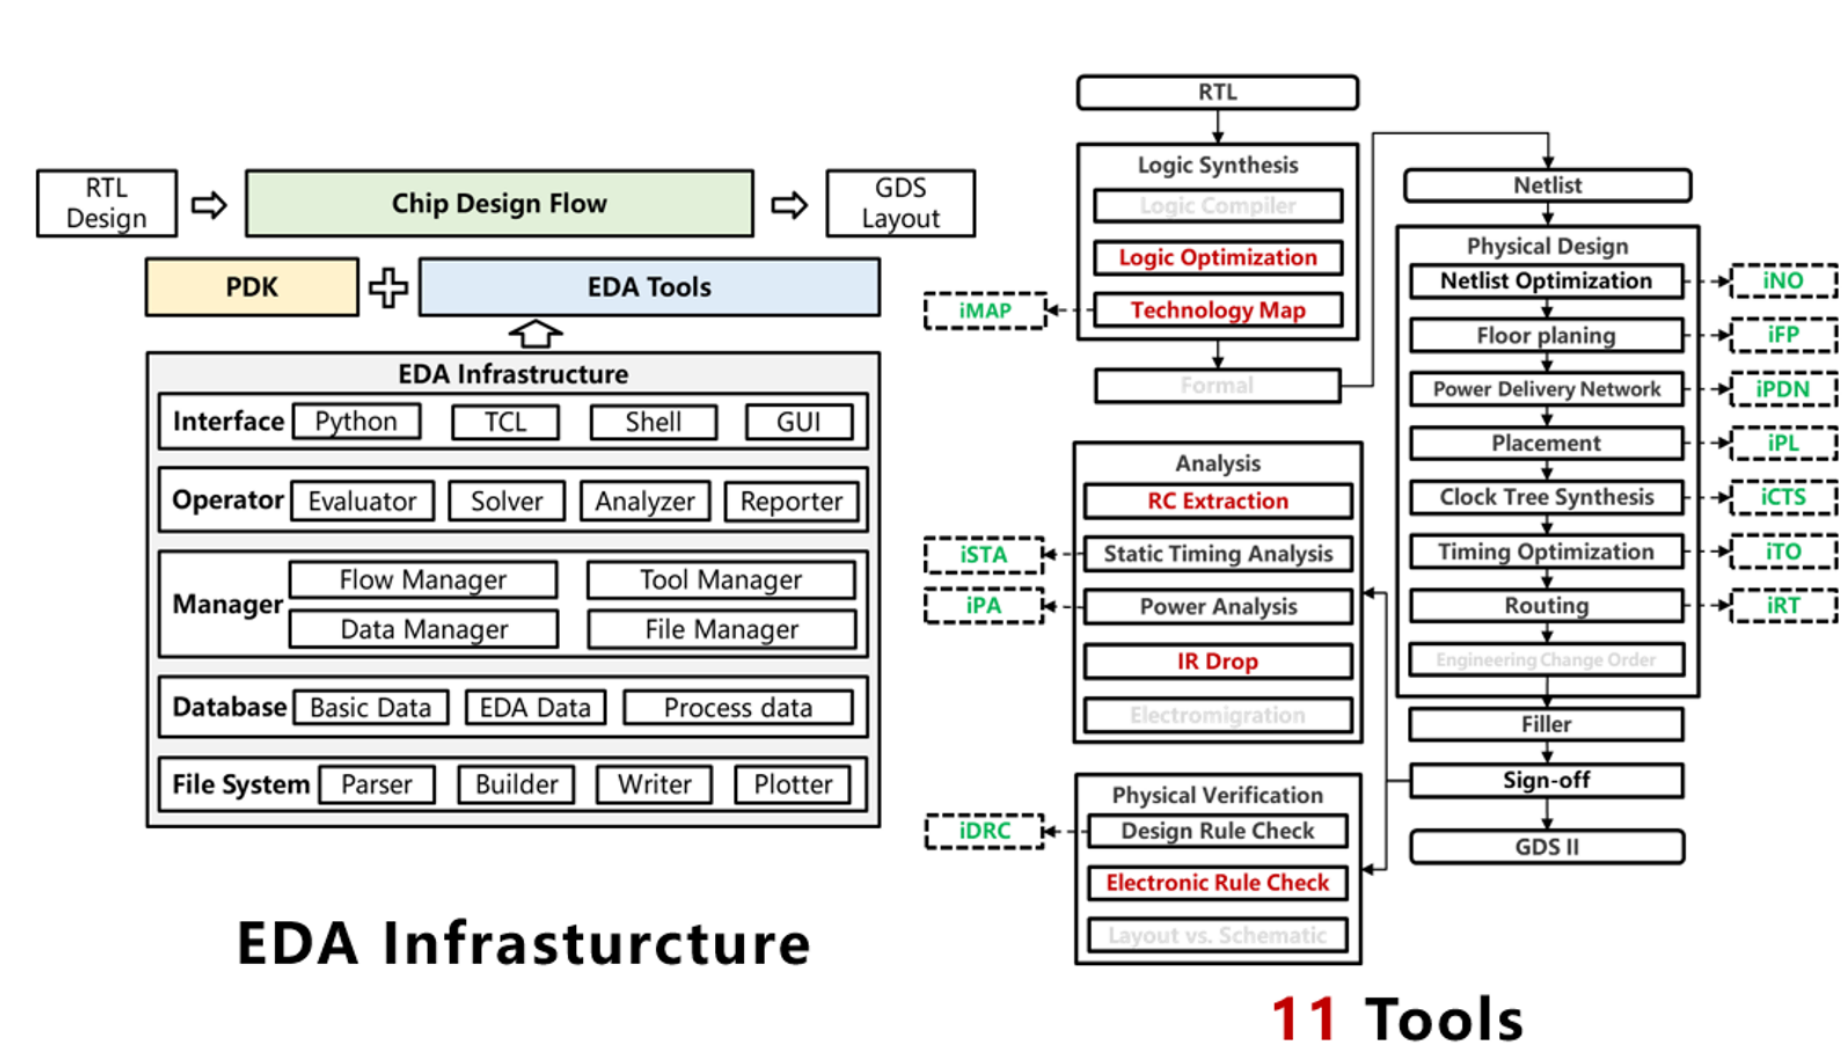 RTL
Design
Chip Design Flow
GDS
Layout
PDK
EDA Tools
EDA Infrastructure
Interface
Python
TCL
Shell
GUI
Operator
Evaluator
Solver
Analyzer
Reporter
Manager
Flow Manager
Tool Manager
Data Manager
File Manager
Database
Basic Data
EDA Data
Process data
File System
Parser
Builder
Writer
Plotter
EDA Infrasturcture
RTL
Logic Synthesis
Logic Compiler
Logic Optimization
Technology Map
iMAP
Formal
Analysis
RC Extraction
Static Timing Analysis
iSTA
Power Analysis
iPA
IR Drop
Electromigration
Physical Verification
Design Rule Check
iDRC
Electronic Rule Check
Layout vs. Schematic
Netlist
Physical Design
Netlist Optimization
iNO
Floor planing
iFP
Power Delivery Network
iPDN
Placement
iPL
Clock Tree Synthesis
iCTS
Timing Optimization
iTO
Routing
iRT
Engineering Change Order
Filler
Sign-off
GDS II
11 Tools